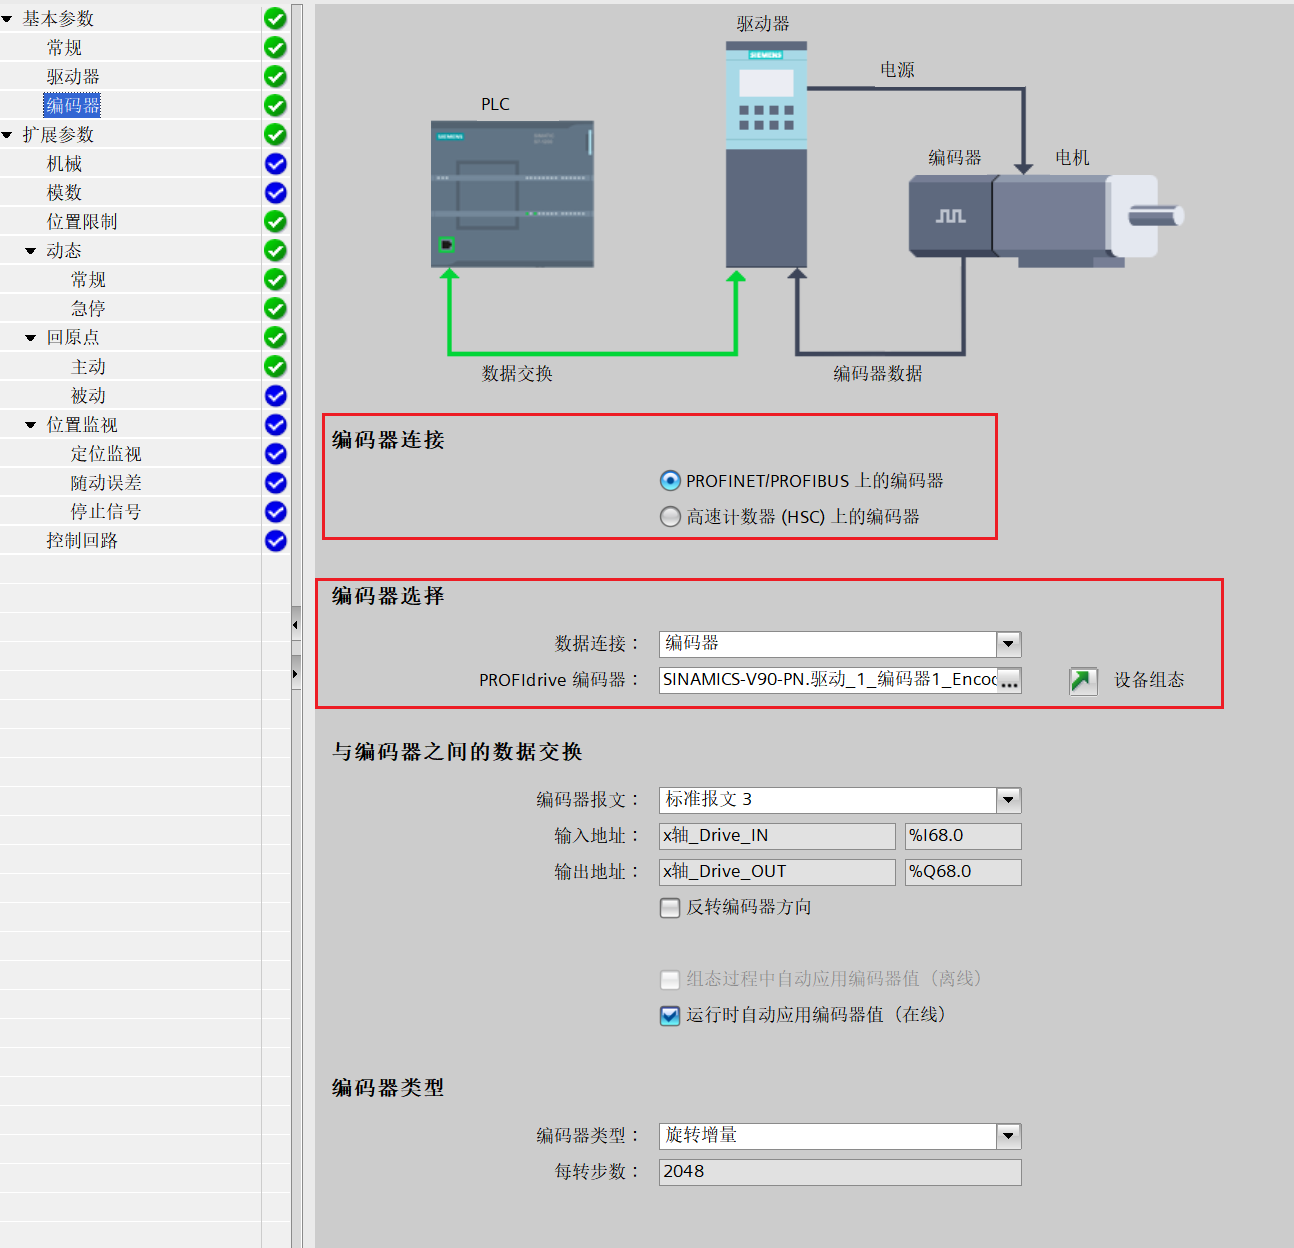 基本参数
常规
驱动器
编码器
扩展参数
机械
模数
位置限制
动态
常规
急停
回原点
主动
被动
位置监视
定位监视
随动误差
停止信号
控制回路
驱动器
SIEMENS
电源
PLC
SIEMENS
编码器
电机
数据交换
编码器数据
编码器连接
PROFINET/PROFIBUS 上的编码器
高速计数器 (HSC) 上的编码器
编码器选择
数据连接： 编码器
PROFIdrive 编码器： SINAMICS-V90-PN.驱动_1_编码器1_Encoc ... 设备组态
与编码器之间的数据交换
编码器报文： 标准报文 3
输入地址： x轴_Drive_IN %I68.0
输出地址： x轴_Drive_OUT %Q68.0
反转编码器方向
组态过程中自动应用编码器值（离线）
运行时自动应用编码器值（在线）
编码器类型
编码器类型： 旋转增量
每转步数： 2048